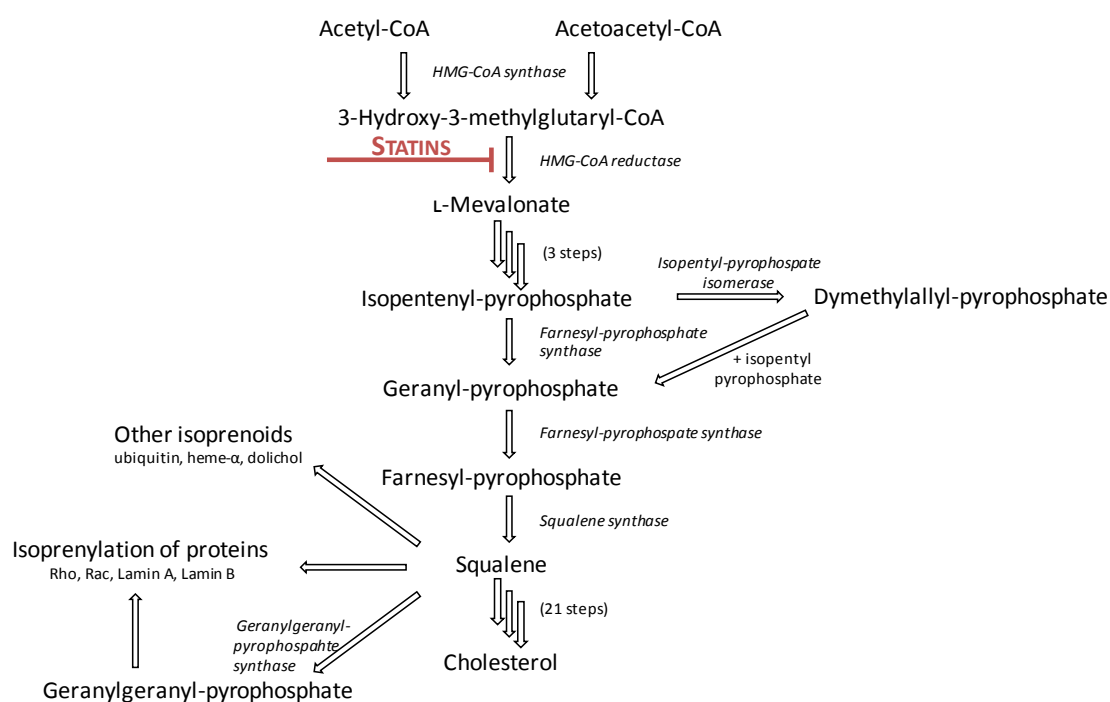 Acetyl-CoA
Acetoacetyl-CoA
HMG-CoA synthase
3-Hydroxy-3-methylglutaryl-CoA
STATINS
HMG-CoA reductase
L-Mevalonate
(3 steps)
Isopentyl-pyrophospate
isomerase
Isopentenyl-pyrophosphate
Dymethylallyl-pyrophosphate
Farnesyl-pyrophosphate
synthase
+ isopentyl
pyrophosphate
Geranyl-pyrophosphate
Farnesyl-pyrophospate synthase
Other isoprenoids
ubiquitin, heme-α, dolichol
Farnesyl-pyrophosphate
Squalene synthase
Isoprenylation of proteins
Rho, Rac, Lamin A, Lamin B
Squalene
(21 steps)
Geranylgeranyl-
pyrophospahte
synthase
Cholesterol
Geranylgeranyl-pyrophosphate